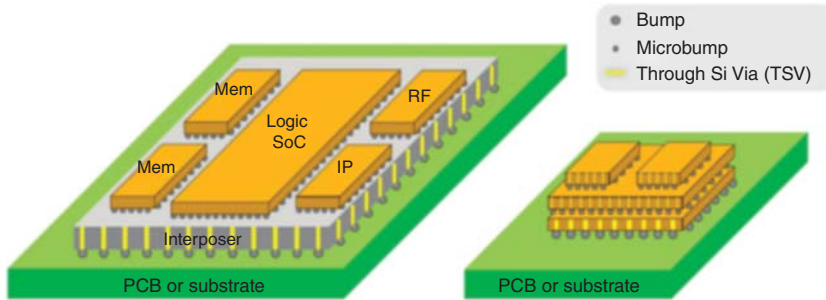 Bump
Microbump
Through Si Via (TSV)
Mem
RF
Logic
SoC
Mem
IP
Interposer
PCB or substrate
PCB or substrate